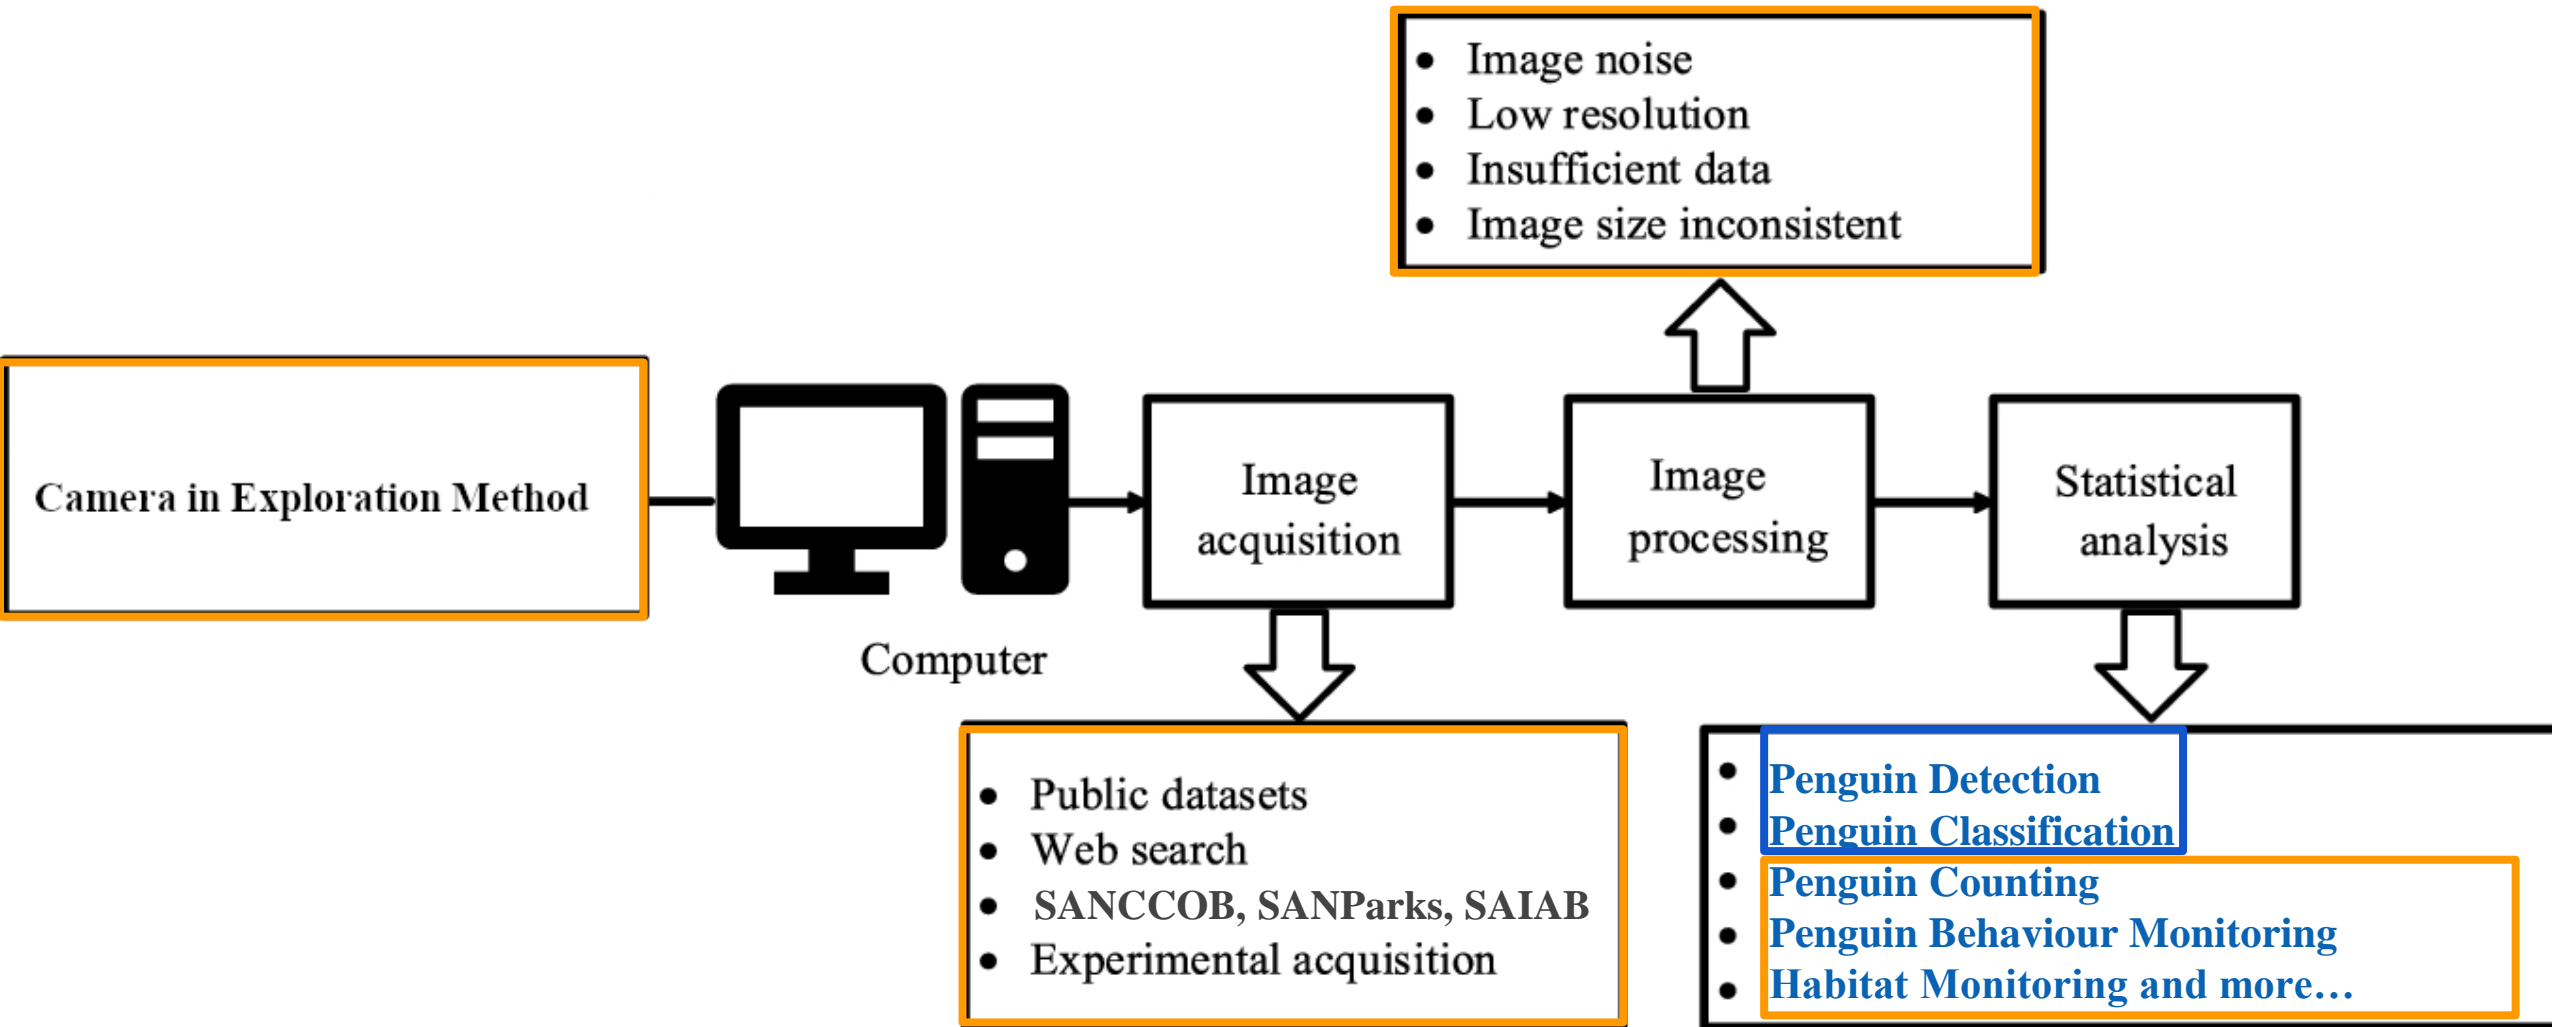 • Image noise
• Low resolution
• Insufficient data
• Image size inconsistent
Camera in Exploration Method
Computer
Image
acquisition
Image
processing
Statistical
analysis
• Public datasets
• Web search
• SANCCOB, SANParks, SAIAB
• Experimental acquisition
• Penguin Detection
• Penguin Classification
• Penguin Counting
• Penguin Behaviour Monitoring
• Habitat Monitoring and more…